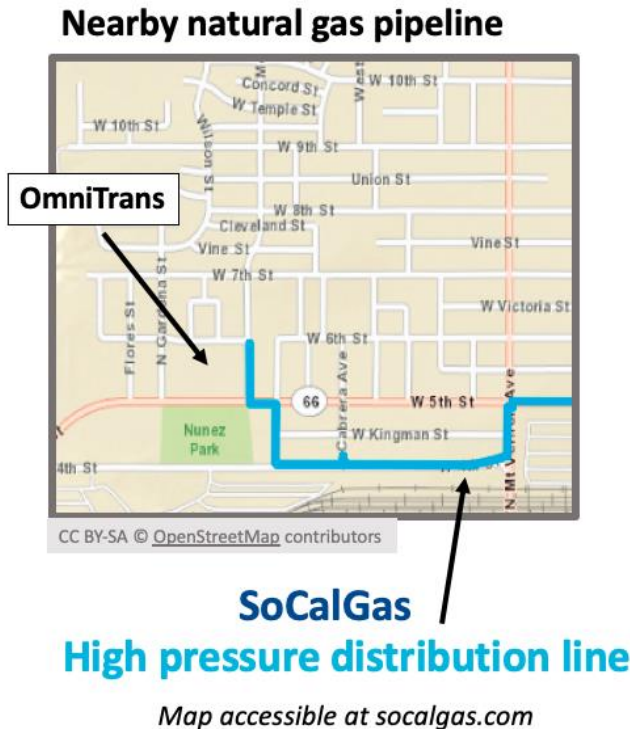 Nearby natural gas pipeline
Concord St
W 10th St
W Temple St
W 10th St
Wilson St
W 9th St
Union St
OmniTrans
W 8th St
Cleveland St
Vine St
Vine St
W 7th St
N Gardena St
Flores St
W Victoria St
W 6th St
Cabrera Ave
66
W 5th St
Nunez
Park
W Kingman St
4th St
CC BY-SA © OpenStreetMap contributors
SoCalGas
High pressure distribution line
Map accessible at socalgas.com